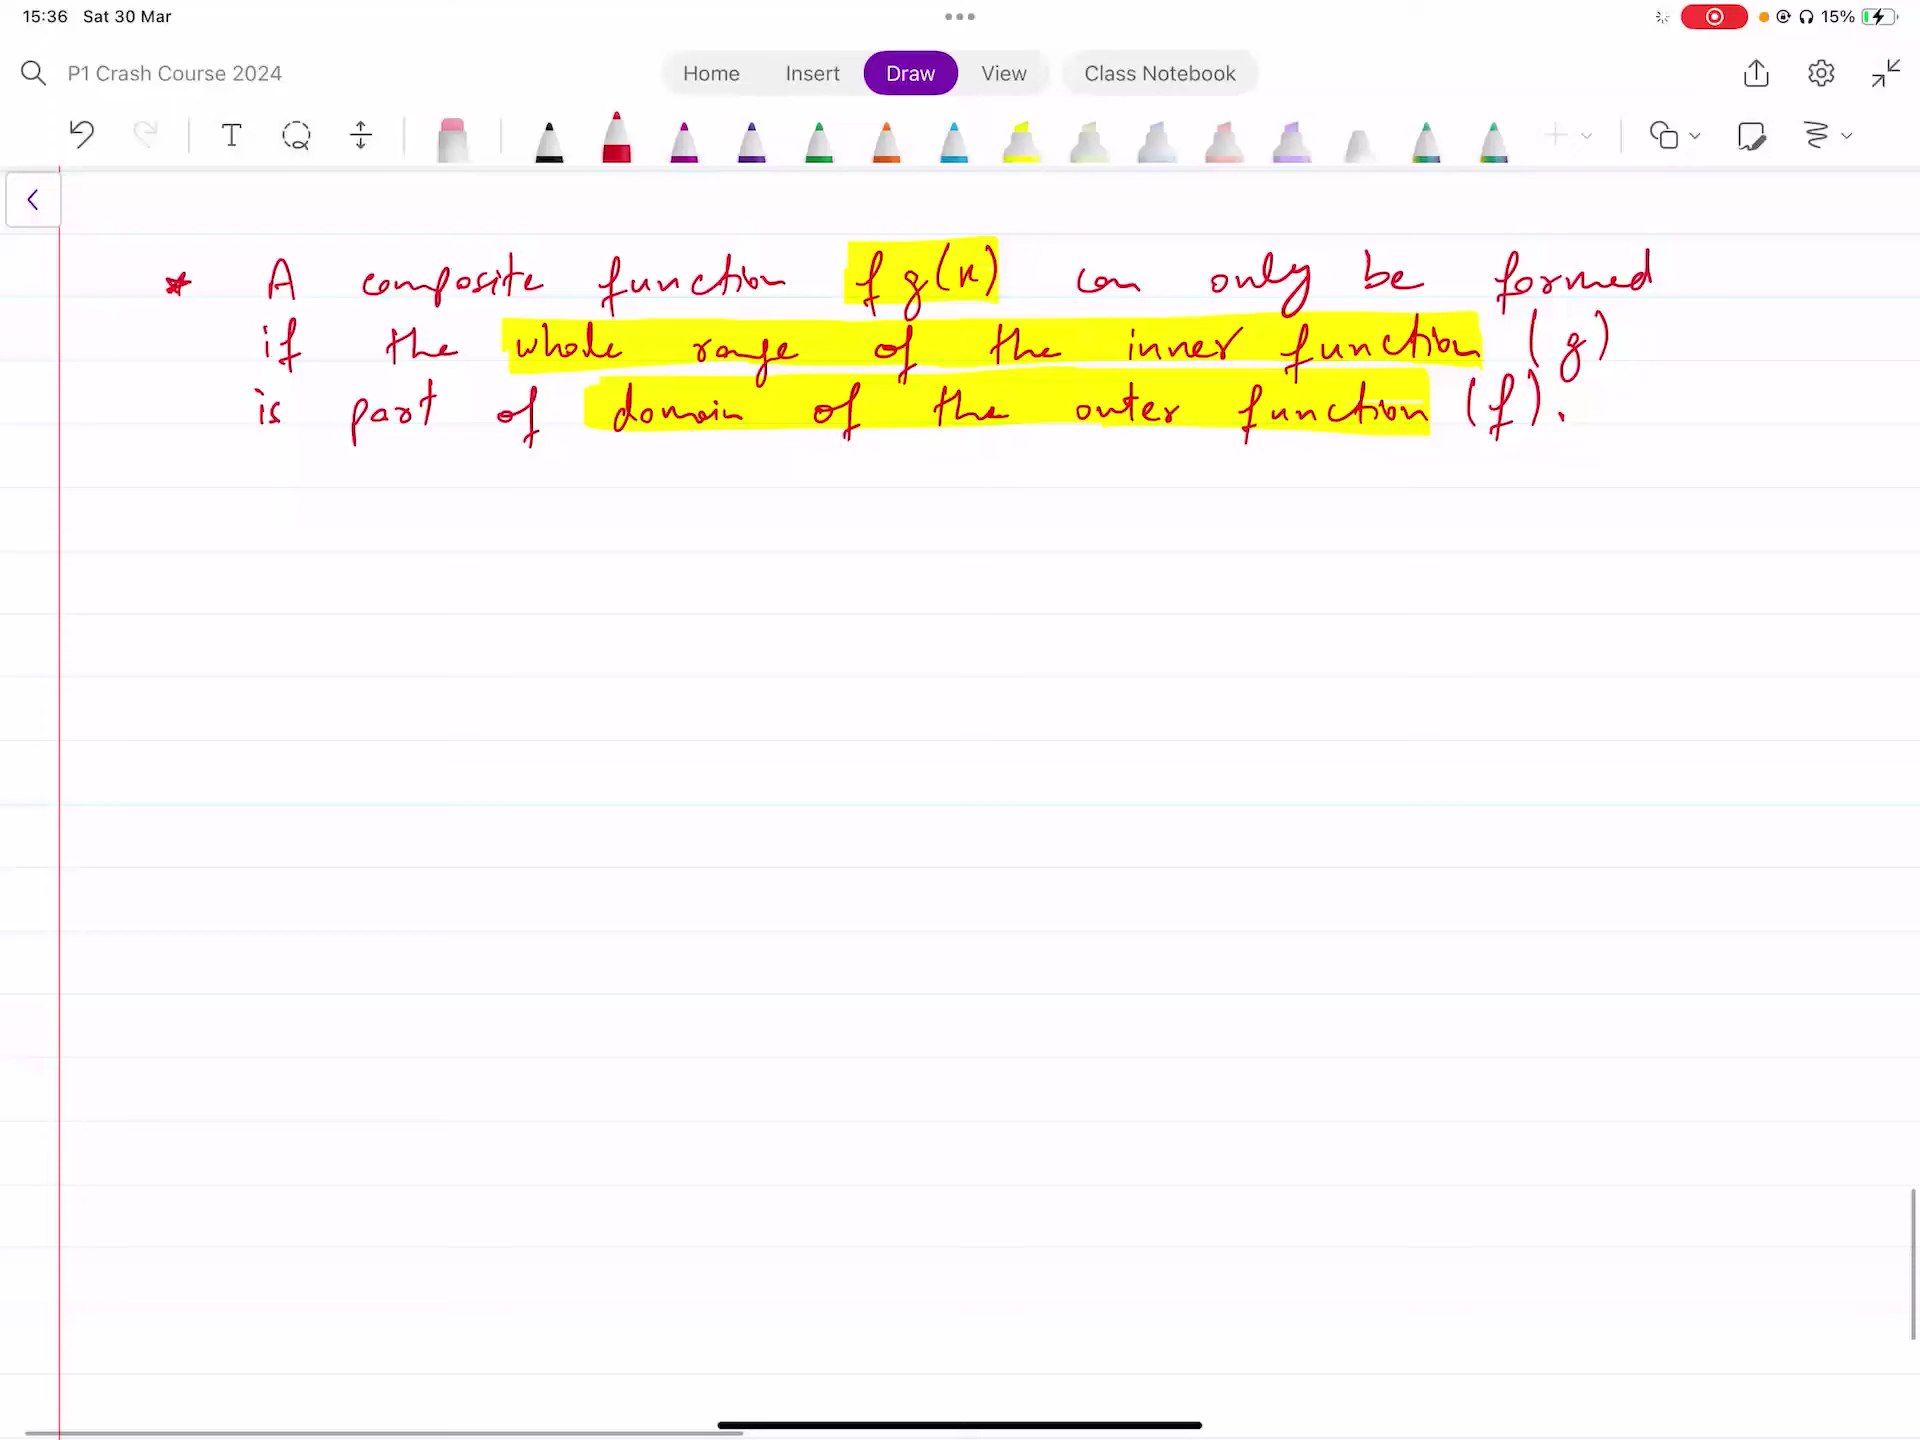 15:36 Sat 30 Mar 15%
P1 Crash Course 2024 Home Insert Draw View Class Notebook
T
* A composite function fg(x) can only be formed
if the whole range of the inner function (g)
is part of domain of the outer function (f).